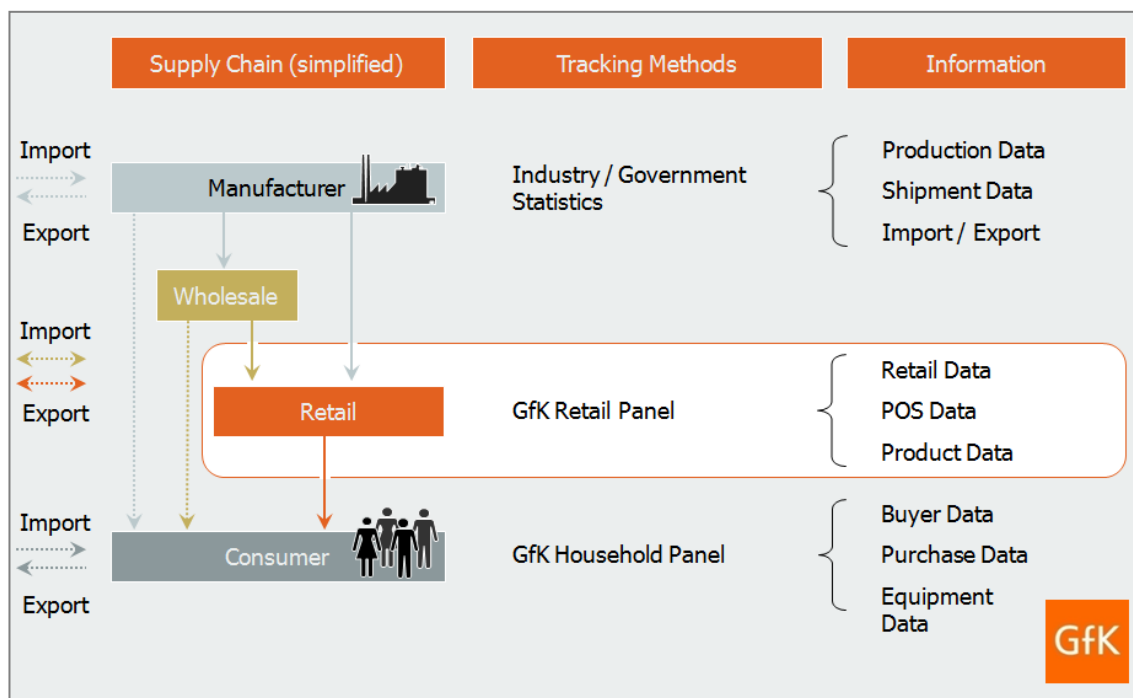 Supply Chain (simplified)
Tracking Methods
Information
Import
Export
Manufacturer
Industry / Government
Statistics
Production Data
Shipment Data
Import / Export
Wholesale
Import
Export
Retail
GfK Retail Panel
Retail Data
POS Data
Product Data
Import
Export
Consumer
GfK Household Panel
Buyer Data
Purchase Data
Equipment
Data
GfK